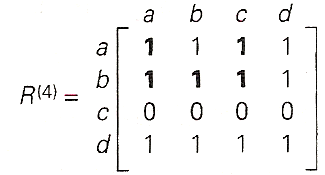 a b c d
a 1 1 1 1
b 1 1 1 1
R(4) = c 0 0 0 0
d 1 1 1 1